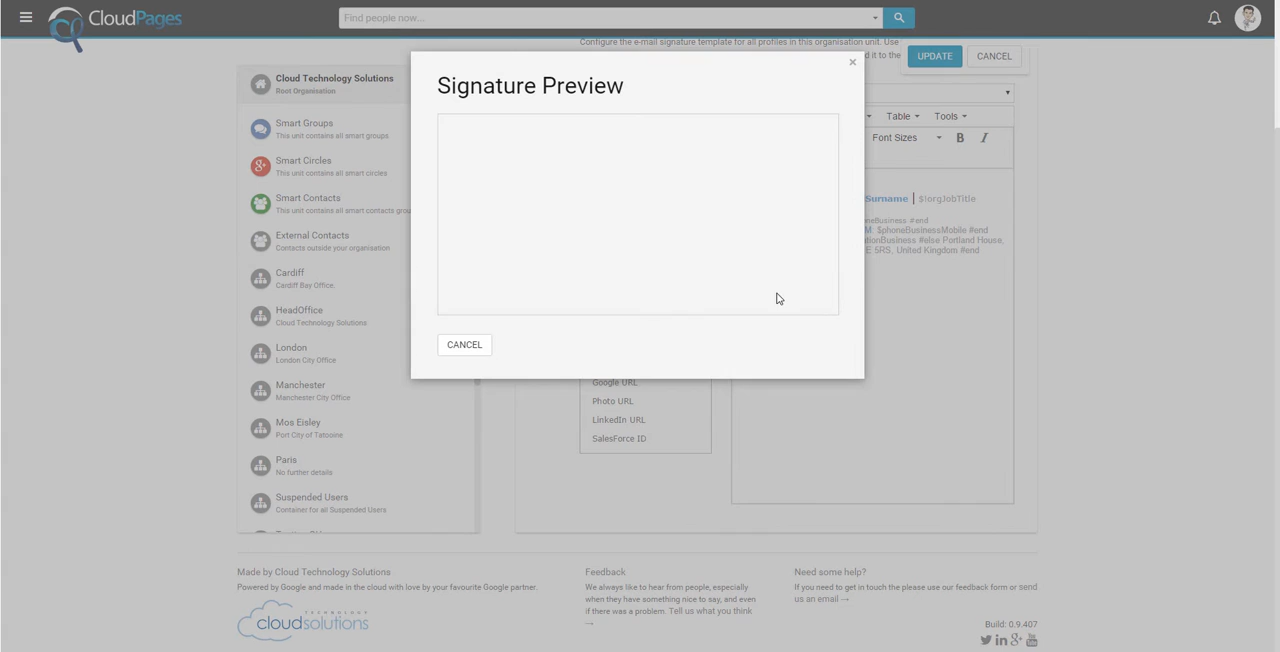 CloudPages
Find people now...
Configure the e-mail signature template for all profiles in this organisation unit. Use
d it to the
UPDATE
CANCEL
×
Signature Preview
CANCEL
Cloud Technology Solutions
Root Organisation
Smart Groups
This unit contains all smart groups
Smart Circles
This unit contains all smart circles
Smart Contacts
This unit contains all smart contacts grou
External Contacts
Contacts outside your organisation
Cardiff
Cardiff Bay Office.
HeadOffice
Cloud Technology Solutions
London
London City Office
Manchester
Manchester City Office
Mos Eisley
Port City of Tatooine
Paris
No further details
Suspended Users
Container for all Suspended Users
Table
Tools
Font Sizes
B
I
Surname | $!orgJobTitle
oneBusiness #end
M: $phoneBusinessMobile #end
tionBusiness #else Portland House,
E 5RS, United Kingdom #end
Google URL
Photo URL
LinkedIn URL
SalesForce ID
Made by Cloud Technology Solutions
Powered by Google and made in the cloud with love by your favourite Google partner.
technology
cloudsolutions
Feedback
We always to hear from people, especially
when they have something nice to say, and even
if there was a problem. Tell us what you think
→
Need some help?
If you need to get in touch the please use our feedback form or send
us an email →
Build: 0.9.407